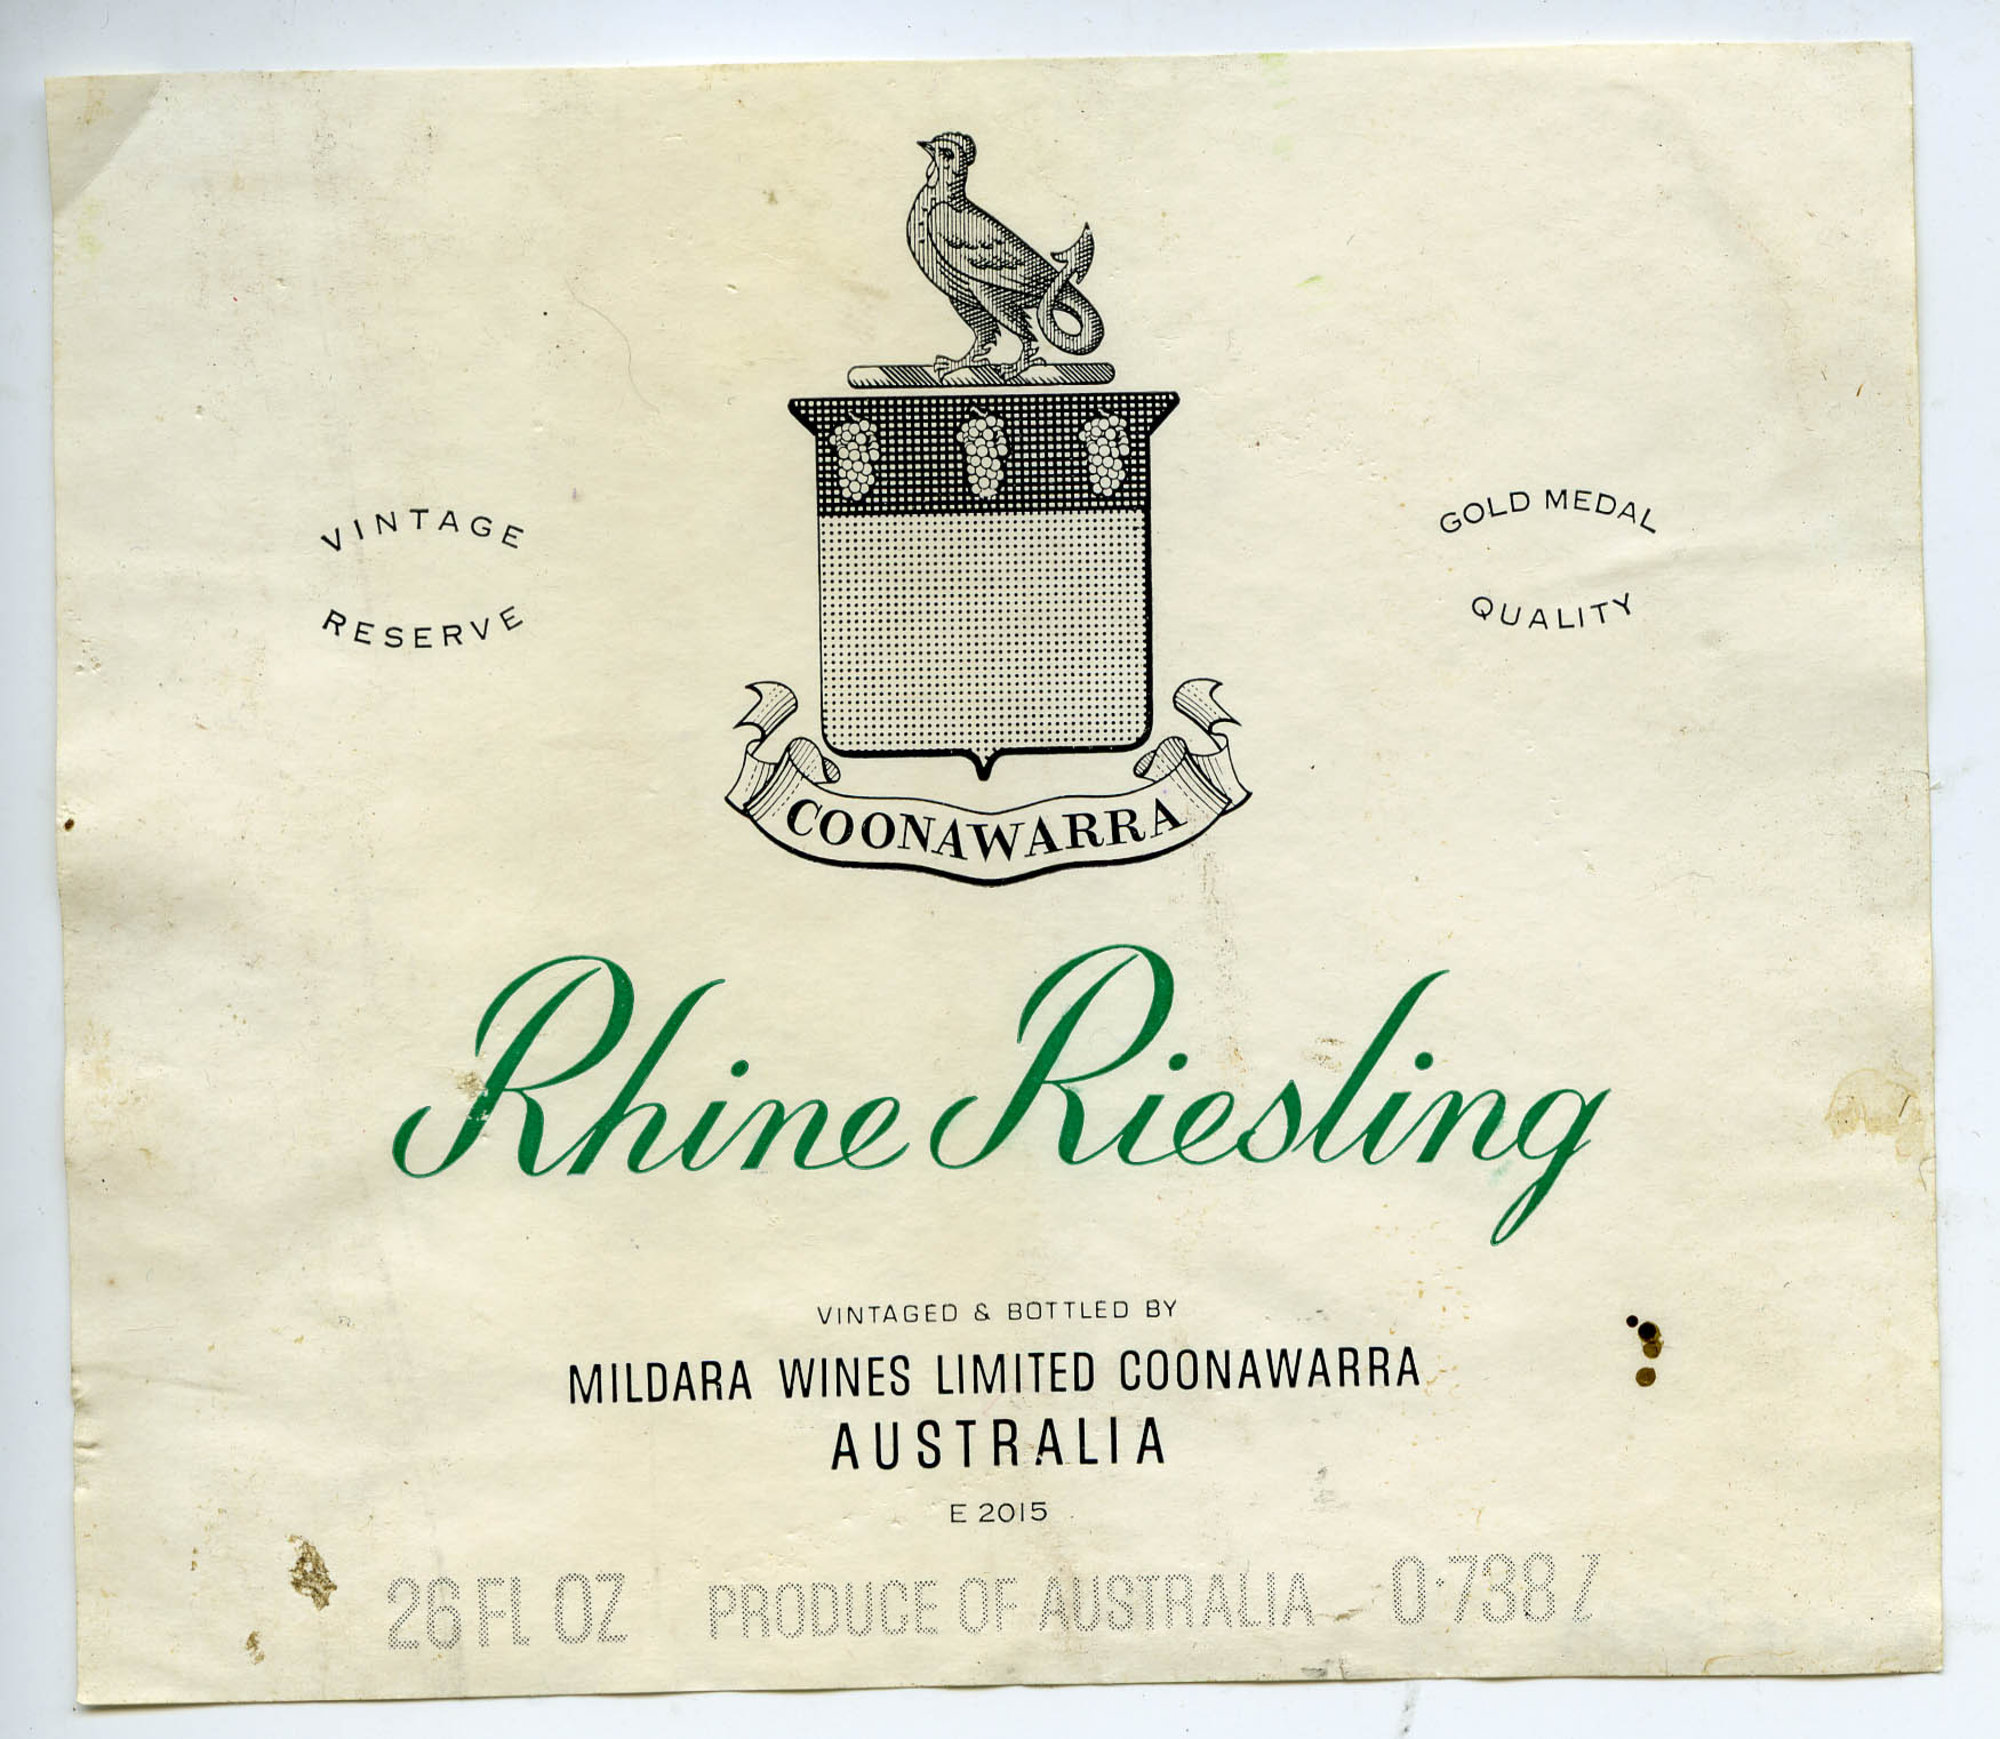 VINTAGE
RESERVE
GOLD MEDAL
QUALITY
COONAWARRA
Rhine Riesling
VINTAGED & BOTTLED BY
MILDARA WINES LIMITED COONAWARRA
AUSTRALIA
E 2015
26 FL OZ PRODUCE OF AUSTRALIA 0·738 l